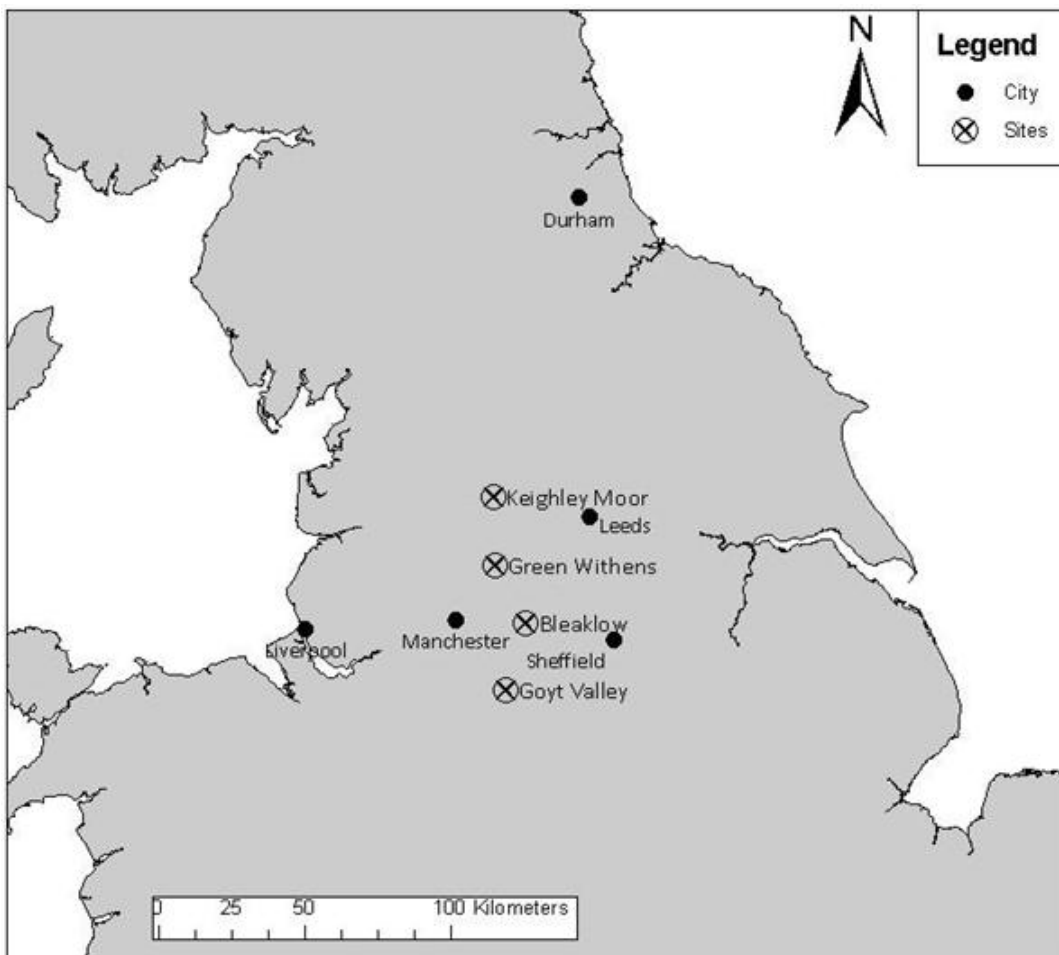 N
Legend
City
Sites
Durham
Keighley Moor
Leeds
Green Withens
Bleaklow
Manchester
Liverpool
Sheffield
Goyt Valley
0 25 50 100 Kilometers